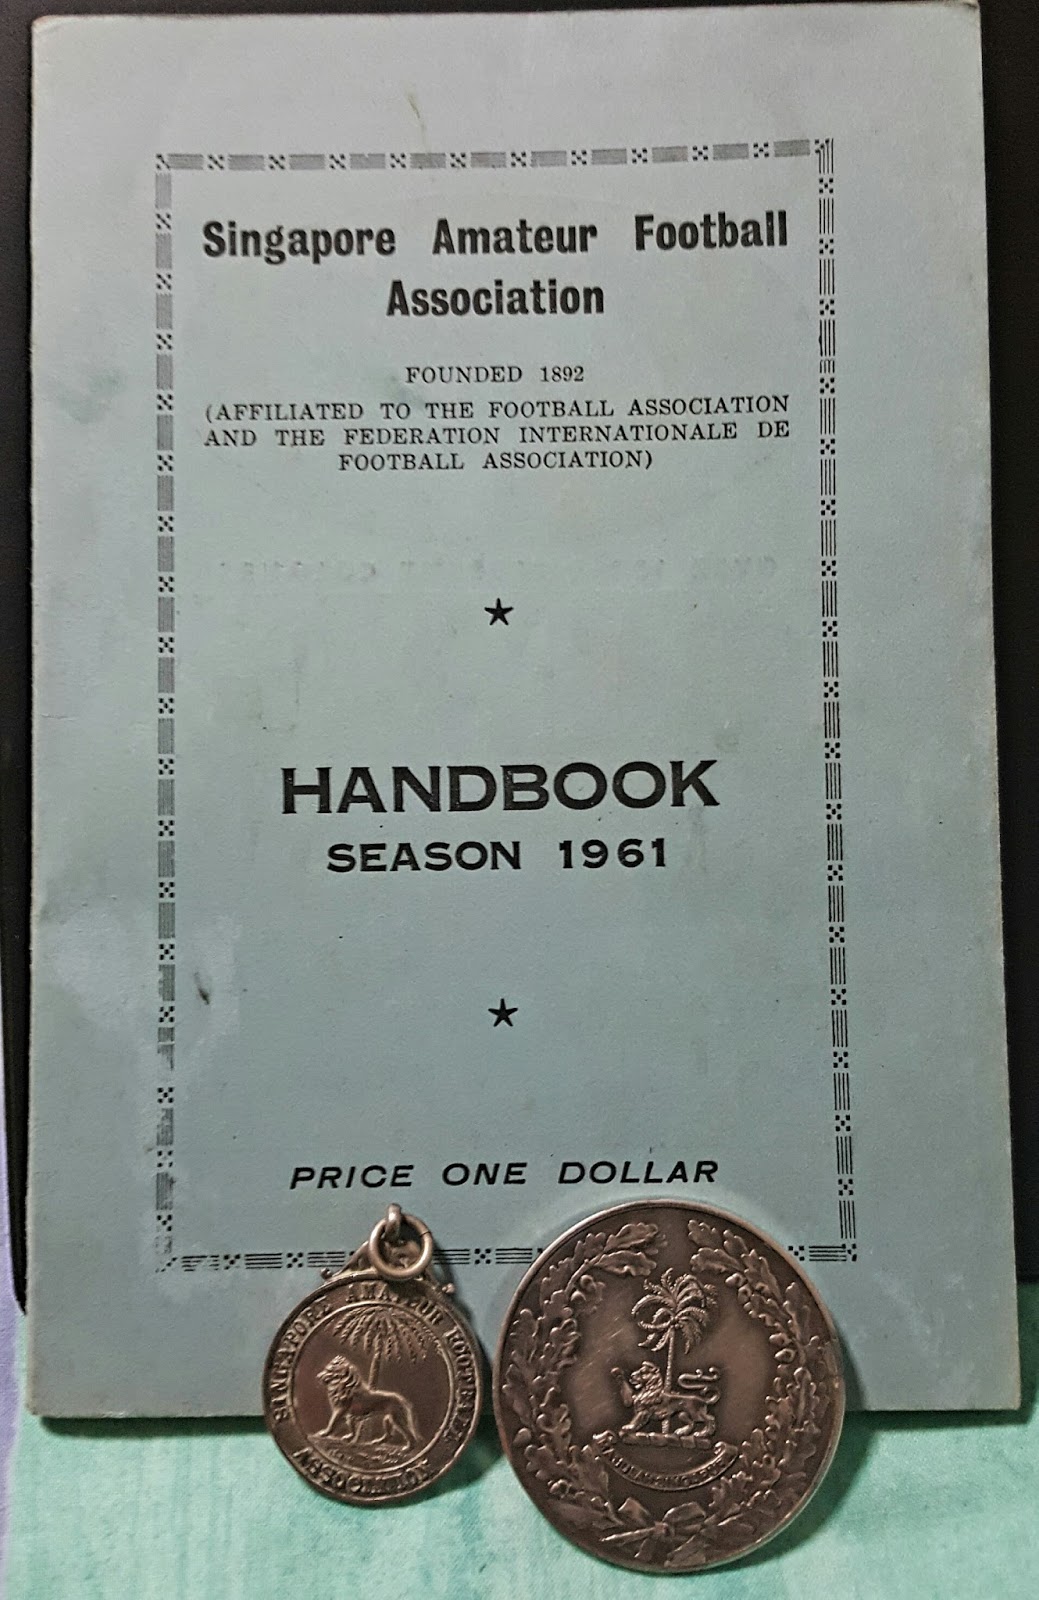 Singapore Amateur Football
Association
FOUNDED 1892
(AFFILIATED TO THE FOOTBALL ASSOCIATION
AND THE FEDERATION INTERNATIONALE DE
FOOTBALL ASSOCIATION)
HANDBOOK
SEASON 1961
PRICE ONE DOLLAR
SINGAPORE AMATEUR FOOTBALL
ASSOCIATION